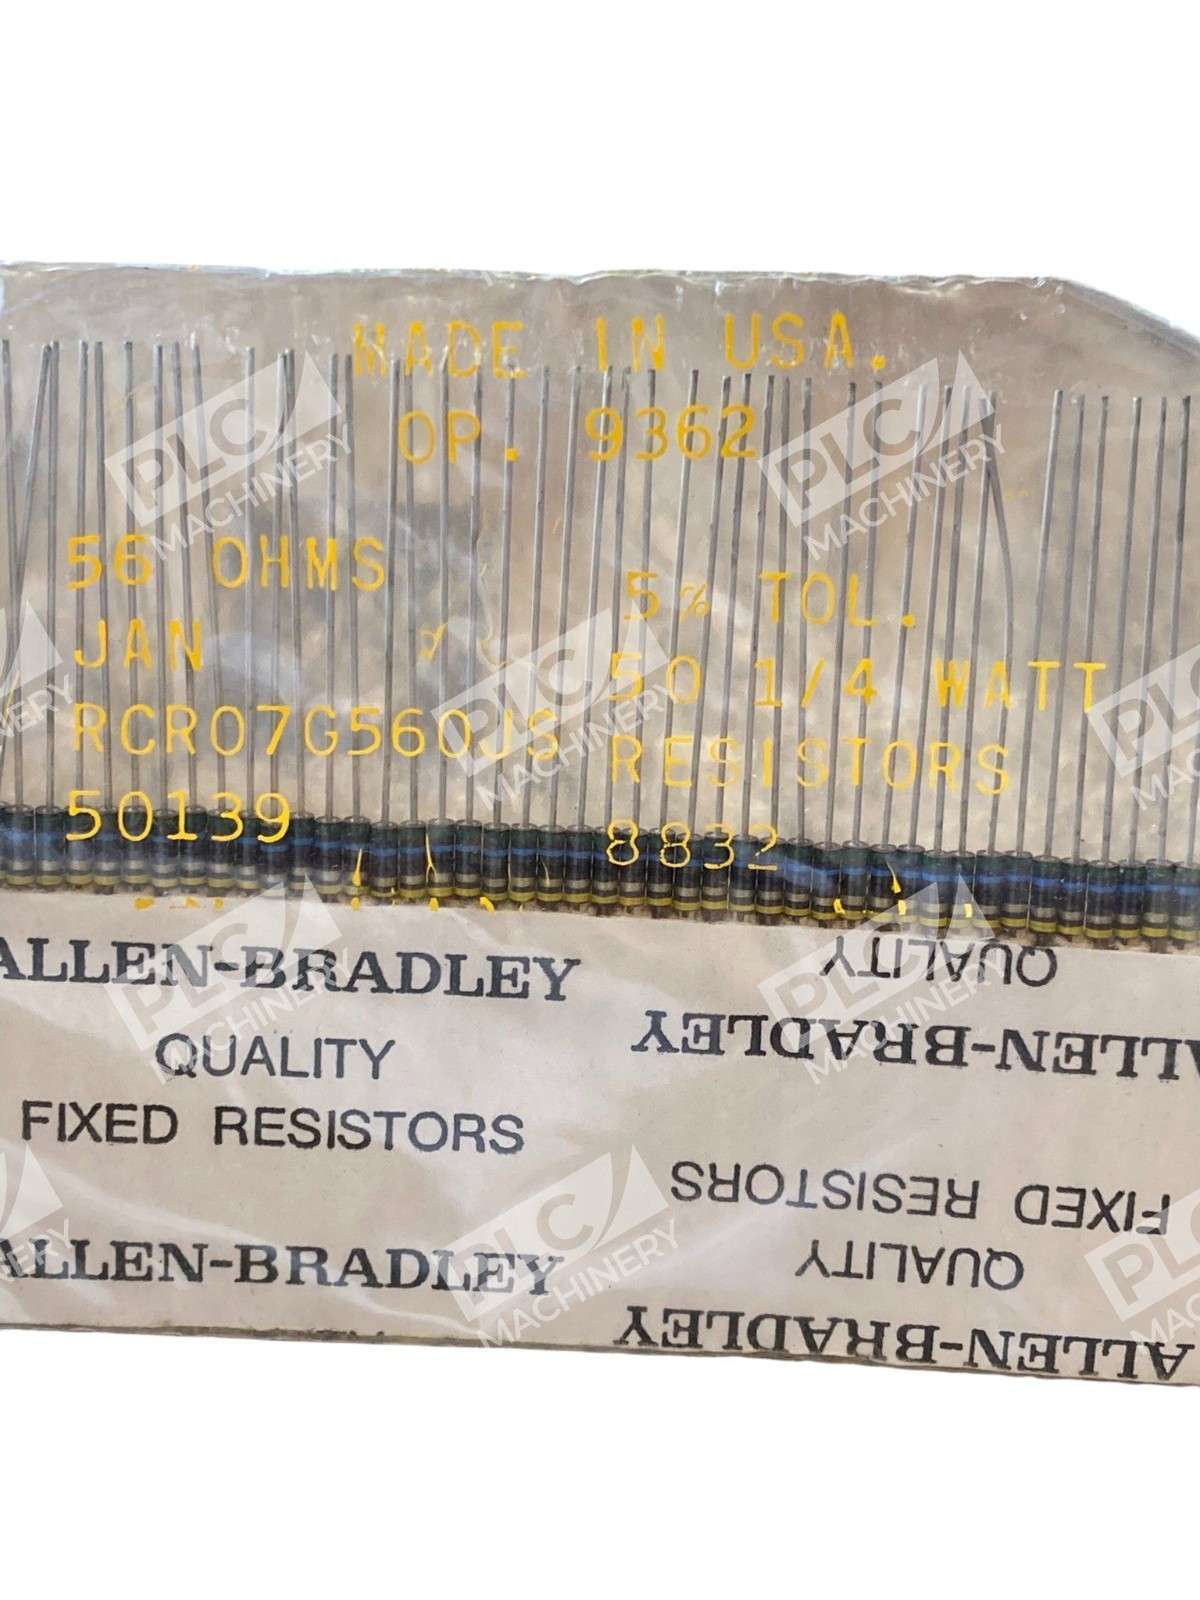 MADE IN USA.
OP. 9362
56 OHMS
JAN
RCR07G560JS
50139
5% TOL.
50 1/4 WATT
RESISTORS
8832
ALLEN-BRADLEY
QUALITY
FIXED RESISTORS
ALLEN-BRADLEY
QUALITY
ALLEN-BRADLEY
FIXED RESISTORS
QUALITY
ALLEN-BRADLEY
PLC MACHINERY